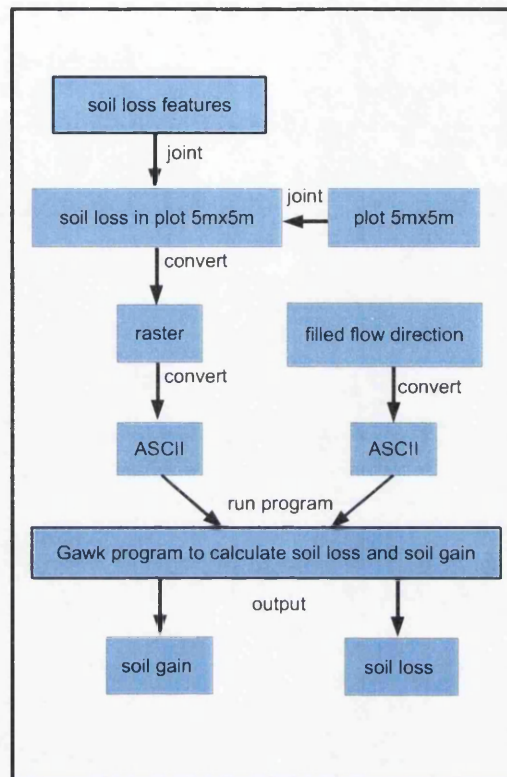 soil loss features
joint
soil loss in plot 5mx5m
joint
plot 5mx5m
convert
raster
filled flow direction
convert
convert
ASCII
ASCII
run program
Gawk program to calculate soil loss and soil gain
output
soil gain
soil loss